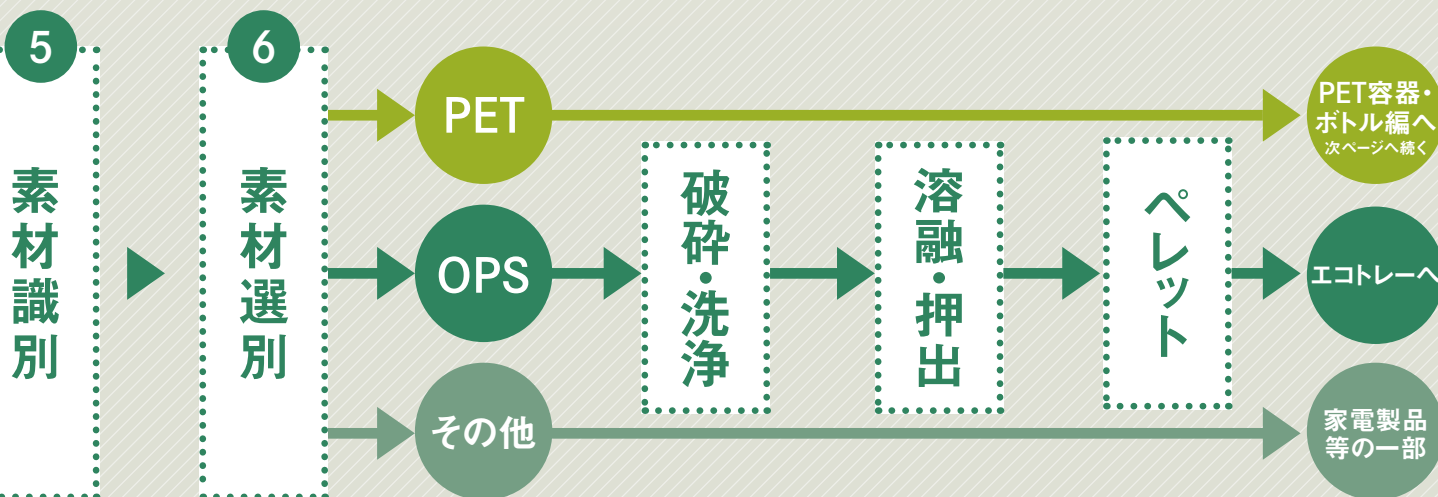 5
素材識別
6
素材選別
PET
PET容器・
ボトル編へ
次ページへ続く
OPS
破砕・洗浄
溶融・押出
ペレット
エコトレーへ
その他
家電製品
等の一部